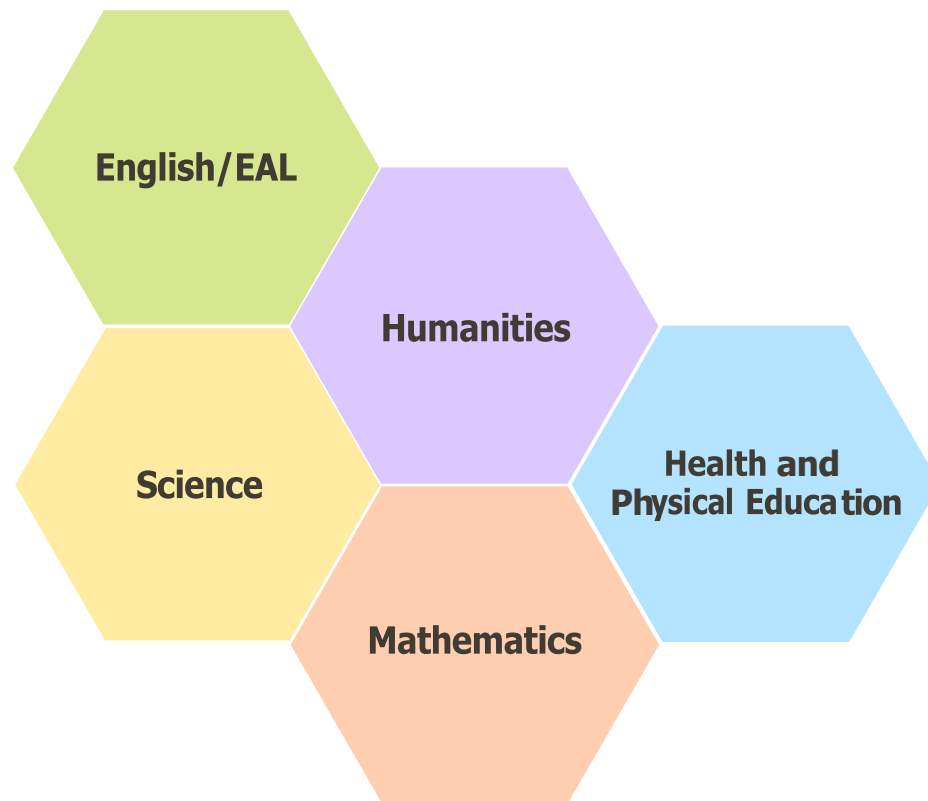 English/EAL
Humanities
Science
Health and
Physical Education
Mathematics